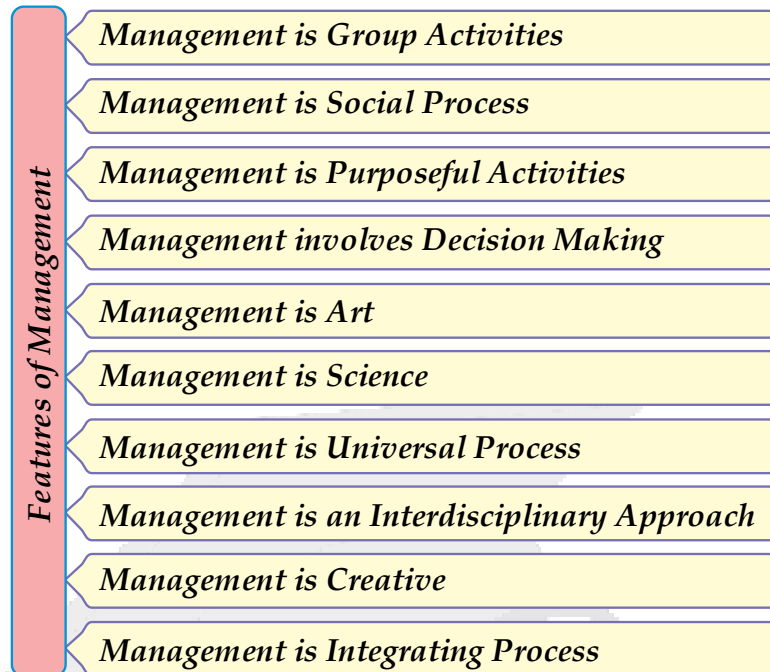 Features of Management
Management is Group Activities
Management is Social Process
Management is Purposeful Activities
Management involves Decision Making
Management is Art
Management is Science
Management is Universal Process
Management is an Interdisciplinary Approach
Management is Creative
Management is Integrating Process